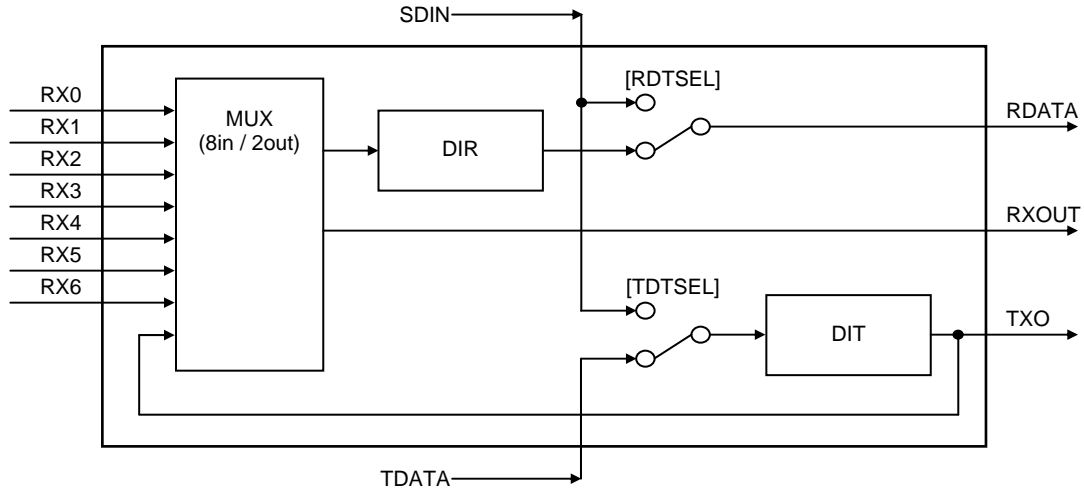 SDIN
RX0
RX1
RX2
RX3
RX4
RX5
RX6
MUX
(8in / 2out)
DIR
[RDTSEL]
RDATA
RXOUT
[TDTSEL]
DIT
TXO
TDATA